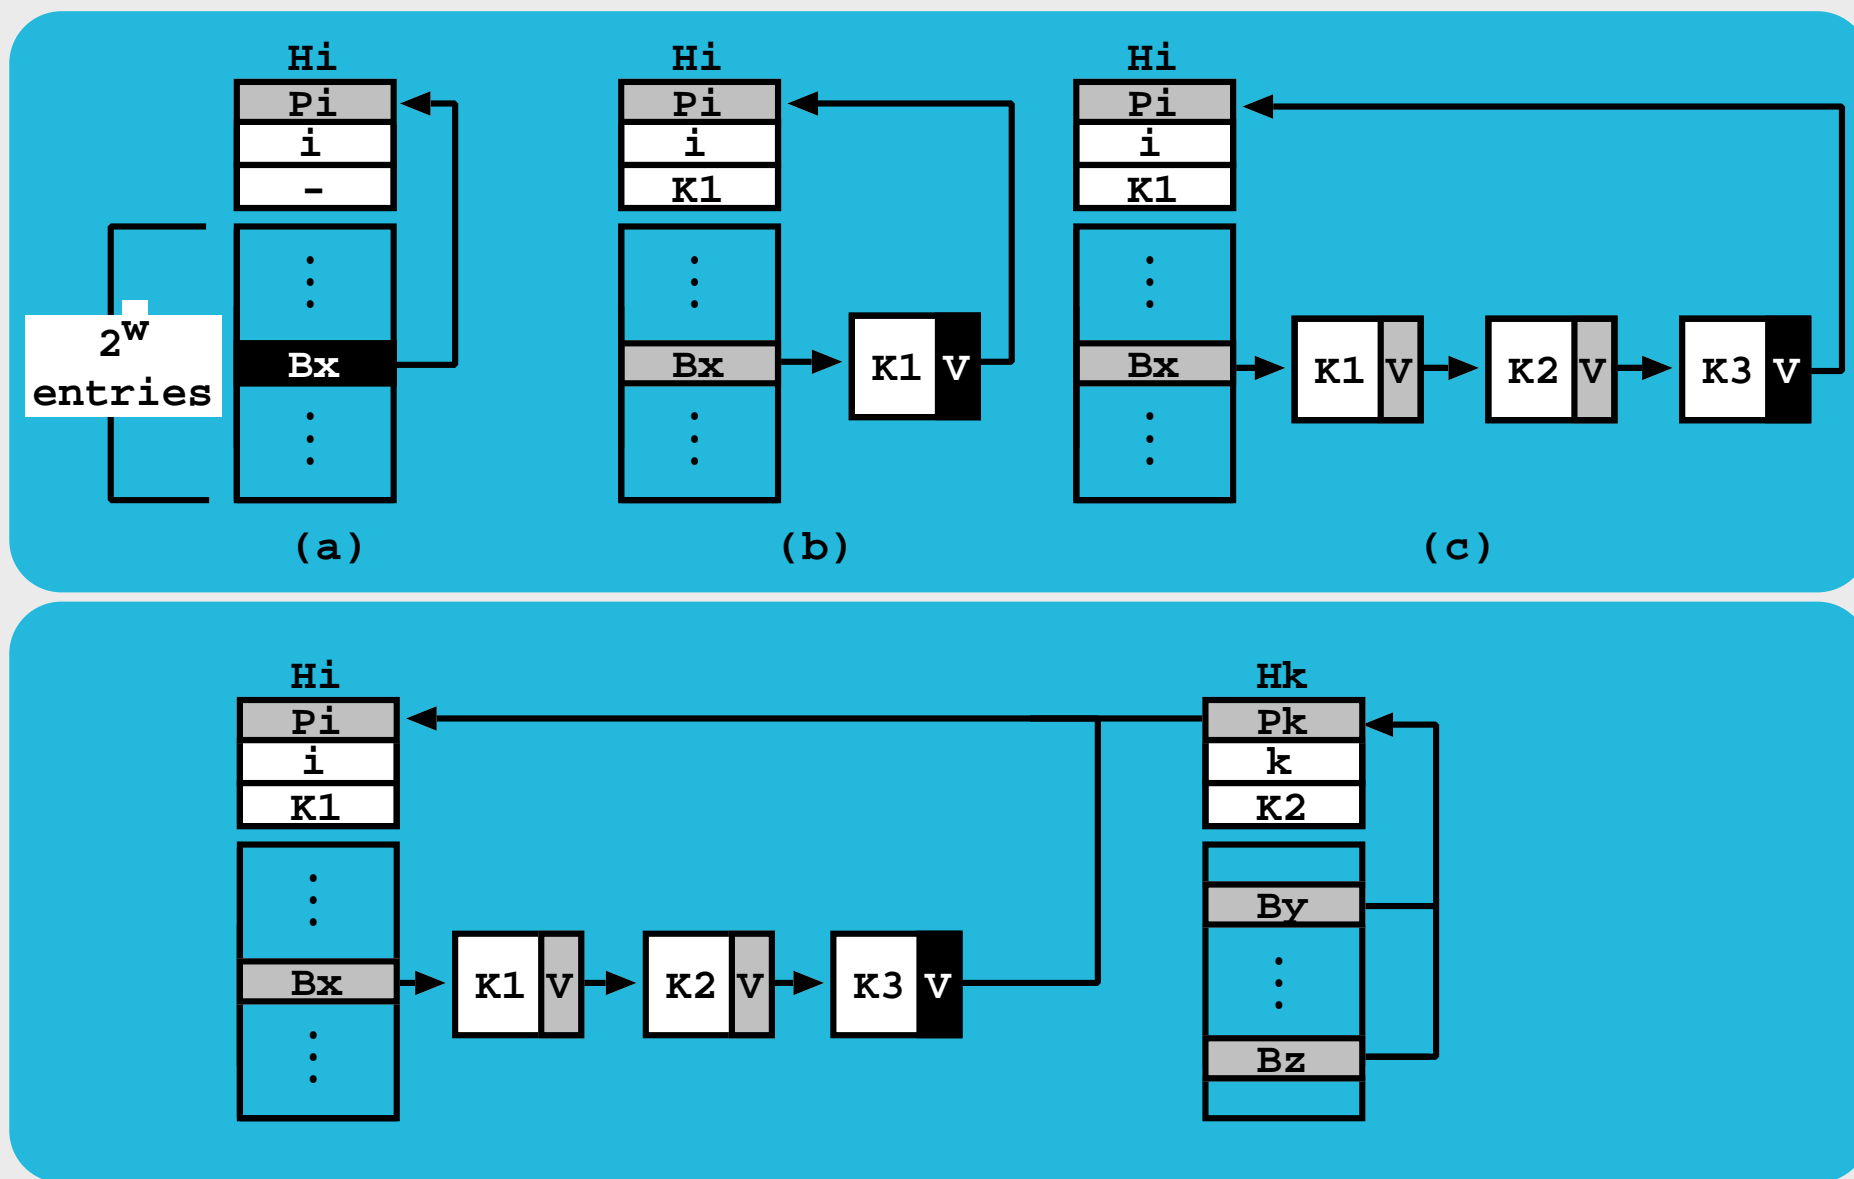 Hi
Pi
i
-
2^w
entries
Bx
(a)
Hi
Pi
i
K1
Bx
K1 V
(b)
Hi
Pi
i
K1
Bx
K1 V K2 V K3 V
(c)
Hi
Pi
i
K1
Bx
K1 V K2 V K3 V
Hk
Pk
k
K2
By
Bz